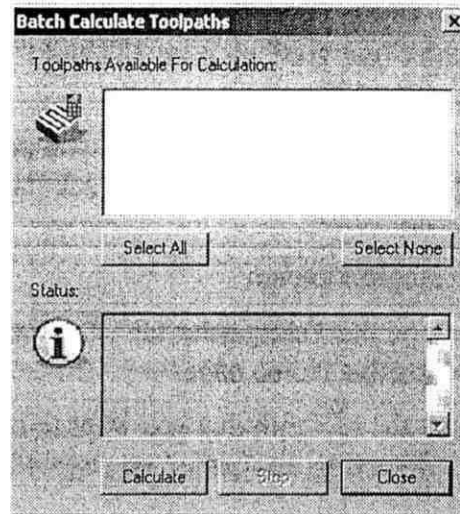 Batch Calculate Toolpaths
Toolpaths Available For Calculation:
Select All Select None
Status:
Calculate Stop Close